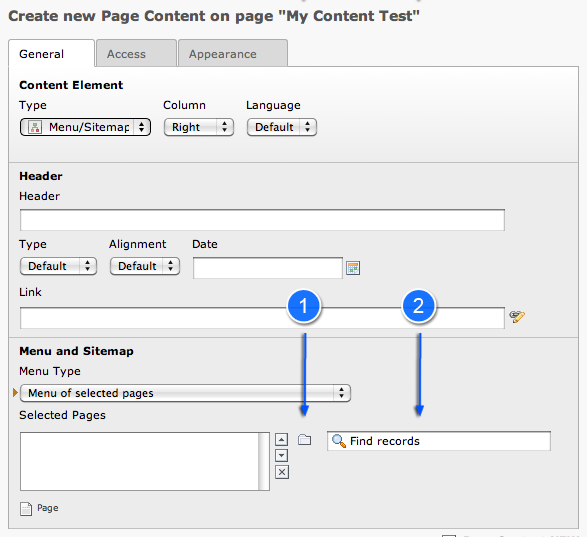 Create new Page Content on page "My Content Test"
General Access Appearance
Content Element
Type Column Language
Menu/Sitemap Right Default
Header
Header
Type Alignment Date
Default Default
Link
1 2
Menu and Sitemap
Menu Type
Menu of selected pages
Selected Pages
Find records
Page